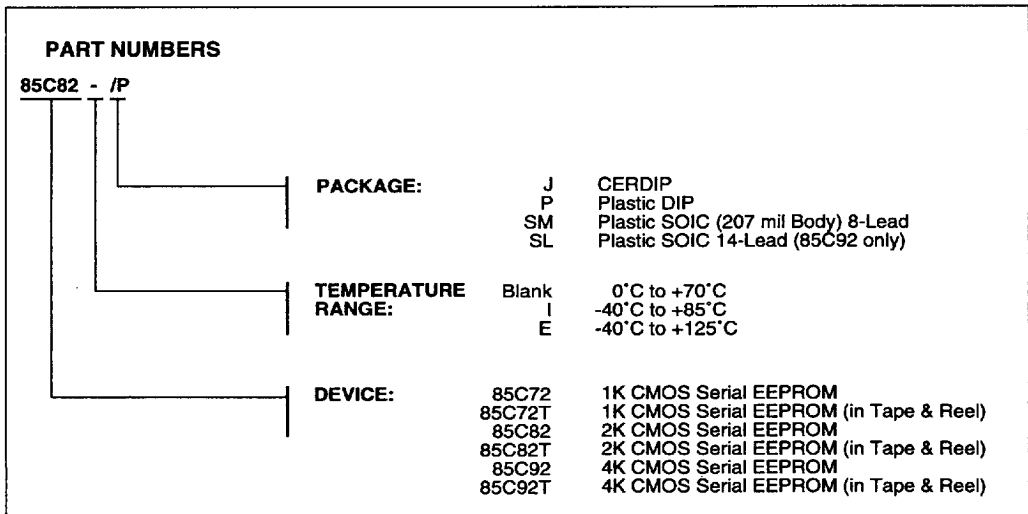 PART NUMBERS
85C82 - /P
PACKAGE: J CERDIP
P Plastic DIP
SM Plastic SOIC (207 mil Body) 8-Lead
SL Plastic SOIC 14-Lead (85C92 only)
TEMPERATURE Blank 0°C to +70°C
RANGE: I -40°C to +85°C
E -40°C to +125°C
DEVICE: 85C72 1K CMOS Serial EEPROM
85C72T 1K CMOS Serial EEPROM (in Tape & Reel)
85C82 2K CMOS Serial EEPROM
85C82T 2K CMOS Serial EEPROM (in Tape & Reel)
85C92 4K CMOS Serial EEPROM
85C92T 4K CMOS Serial EEPROM (in Tape & Reel)